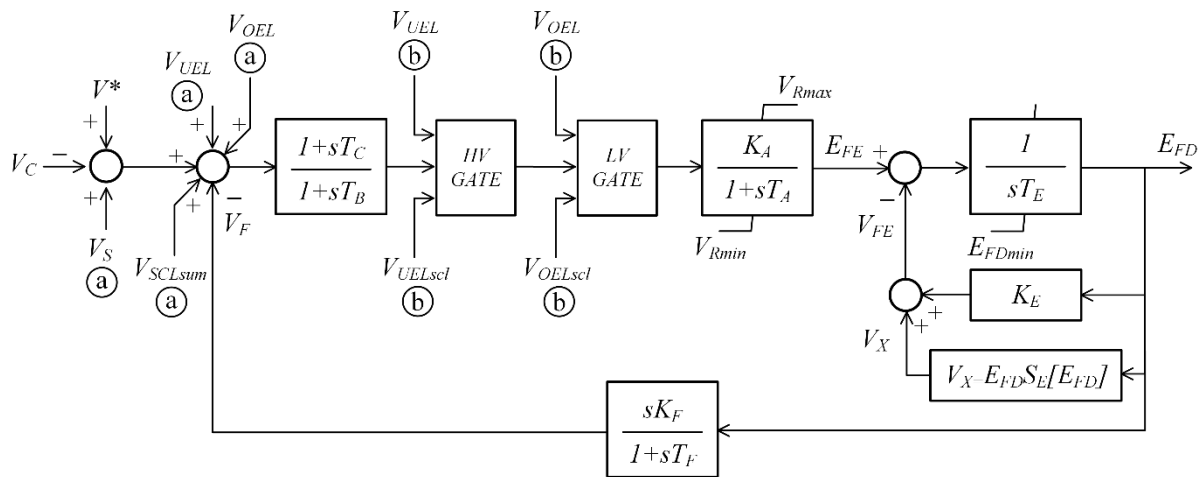 V_OEL
ⓐ
V_UEL
ⓐ
V_UEL
ⓑ
V_OEL
ⓑ
V_Rmax
V*
+ + +
V_C − + +
1+sT_C
1+sT_B
HV
GATE
LV
GATE
K_A
1+sT_A
E_FE +
1
sT_E
E_FD
+ + − −
V_S
ⓐ
V_F
V_SCLsum
ⓐ
V_UELscl
ⓑ
V_OELscl
ⓑ
V_Rmin
V_FE
E_FDmin
+ K_E
V_X +
V_X−E_FD S_E[E_FD]
sK_F
1+sT_F